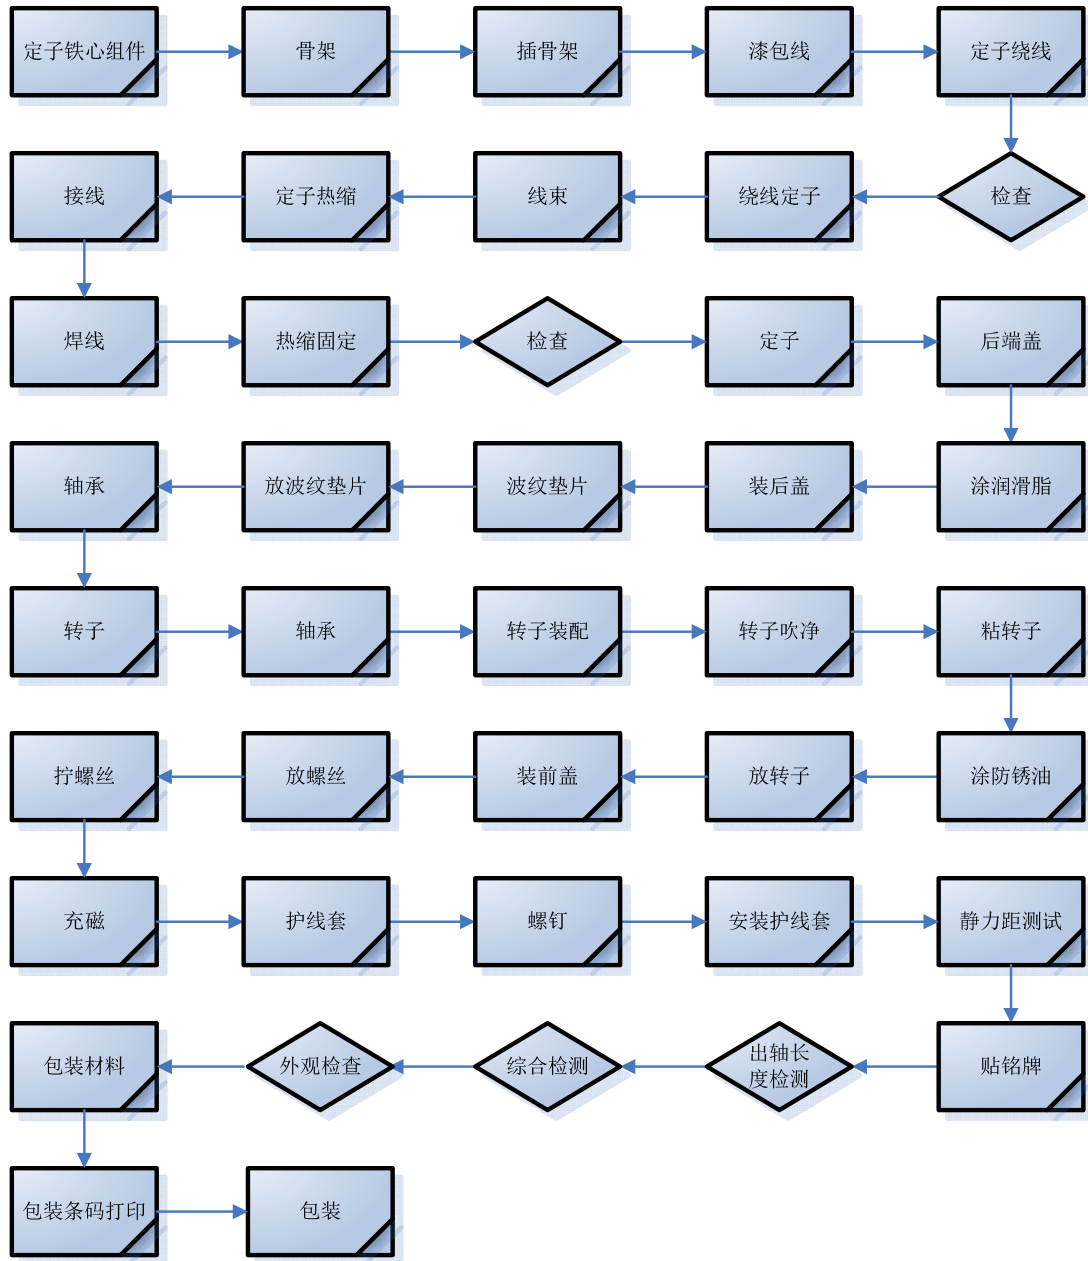 定子铁心组件
骨架
插骨架
漆包线
定子绕线
检查
绕线定子
线束
定子热缩
接线
焊线
热缩固定
检查
定子
后端盖
涂润滑脂
装后盖
波纹垫片
放波纹垫片
轴承
转子
轴承
转子装配
转子吹净
粘转子
涂防锈油
放转子
装前盖
放螺丝
拧螺丝
充磁
护线套
螺钉
安装护线套
静力距测试
贴铭牌
出轴长
度检测
综合检测
外观检查
包装材料
包装条码打印
包装